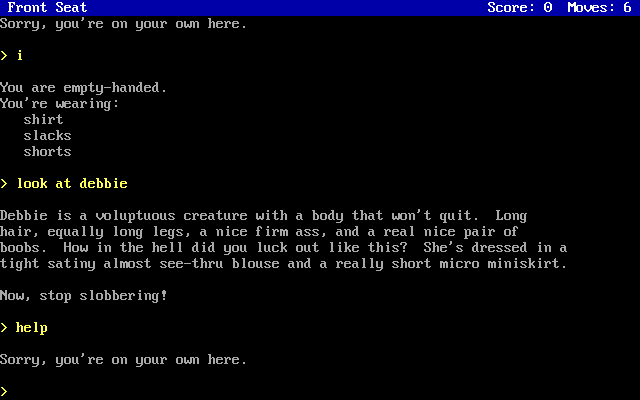 Front Seat Score: 0 Moves: 6
Sorry, you're on your own here.
> i
You are empty-handed.
You're wearing:
shirt
slacks
shorts
> look at debbie
Debbie is a voluptuous creature with a body that won't quit. Long
hair, equally long legs, a nice firm ass, and a real nice pair of
boobs. How in the hell did you luck out like this? She's dressed in a
tight satiny almost see-thru blouse and a really short micro miniskirt.
Now, stop slobbering!
> help
Sorry, you're on your own here.
>